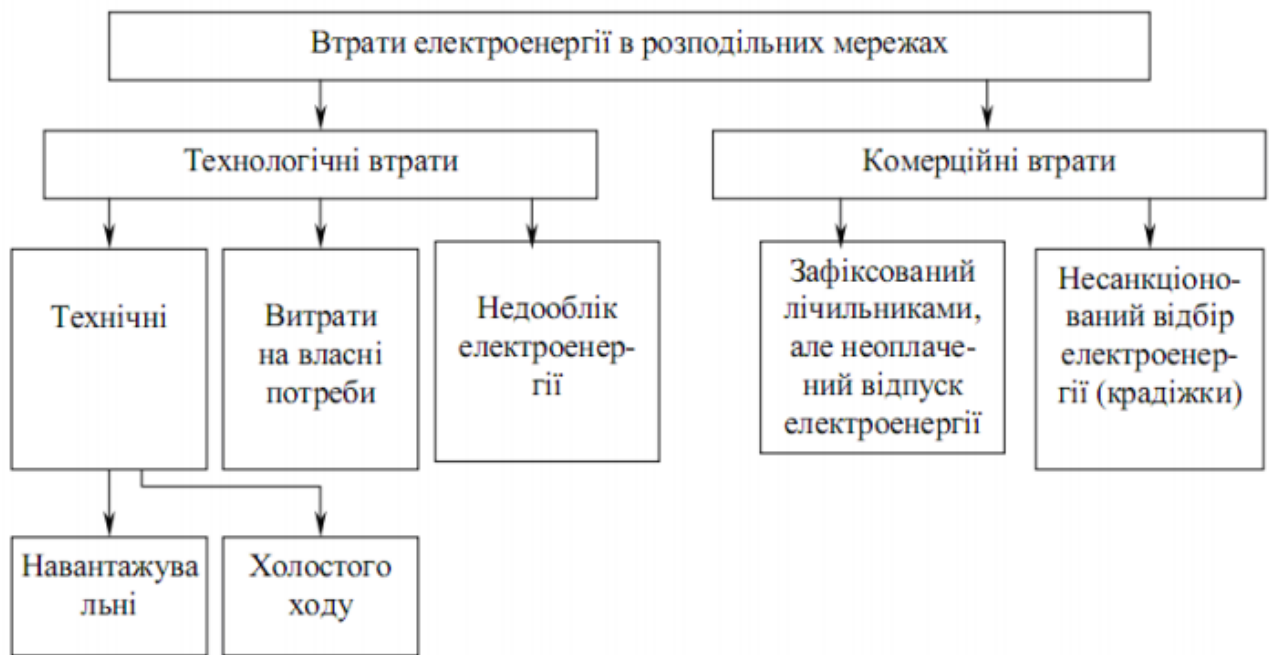 Втрати електроенергії в розподільних мережах
Технологічні втрати
Комерційні втрати
Технічні
Витрати
на власні
потреби
Недооблік
електроенер-
гії
Зафіксований
лічильниками,
але неоплаче-
ний відпуск
електроенергії
Несанкціоно-
ваний відбір
електроенер-
гії (крадіжки)
Навантажува
льні
Холостого
ходу